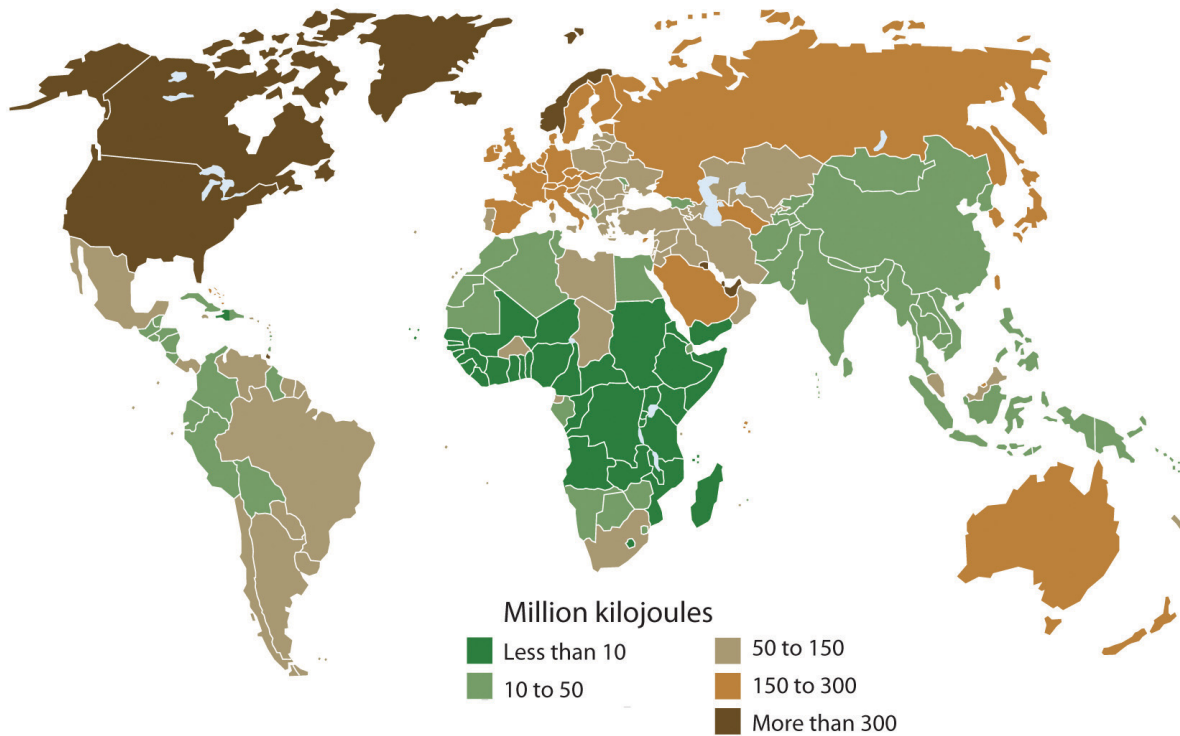 Million kilojoules
Less than 10
10 to 50
50 to 150
150 to 300
More than 300